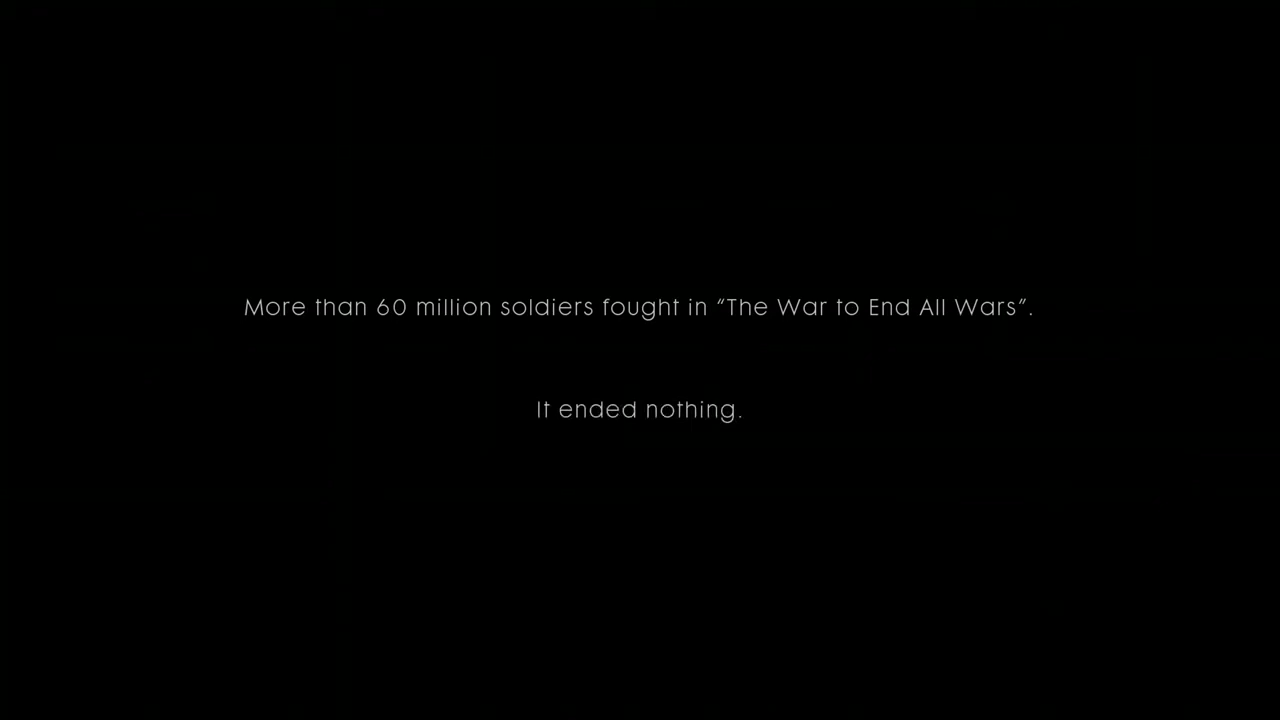 More than 60 million soldiers fought in “The War to End All Wars”.
It ended nothing.